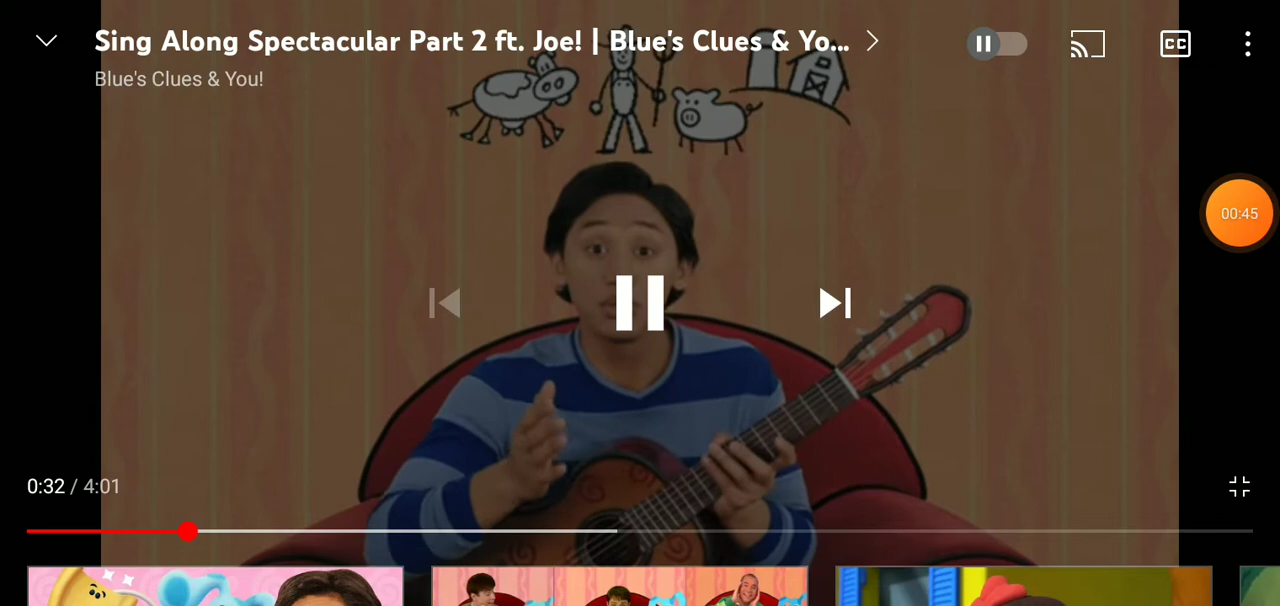 Sing Along Spectacular Part 2 ft. Joe! | Blue's Clues & Yo...
CC
Blue's Clues & You!
00:45
0:32 / 4:01